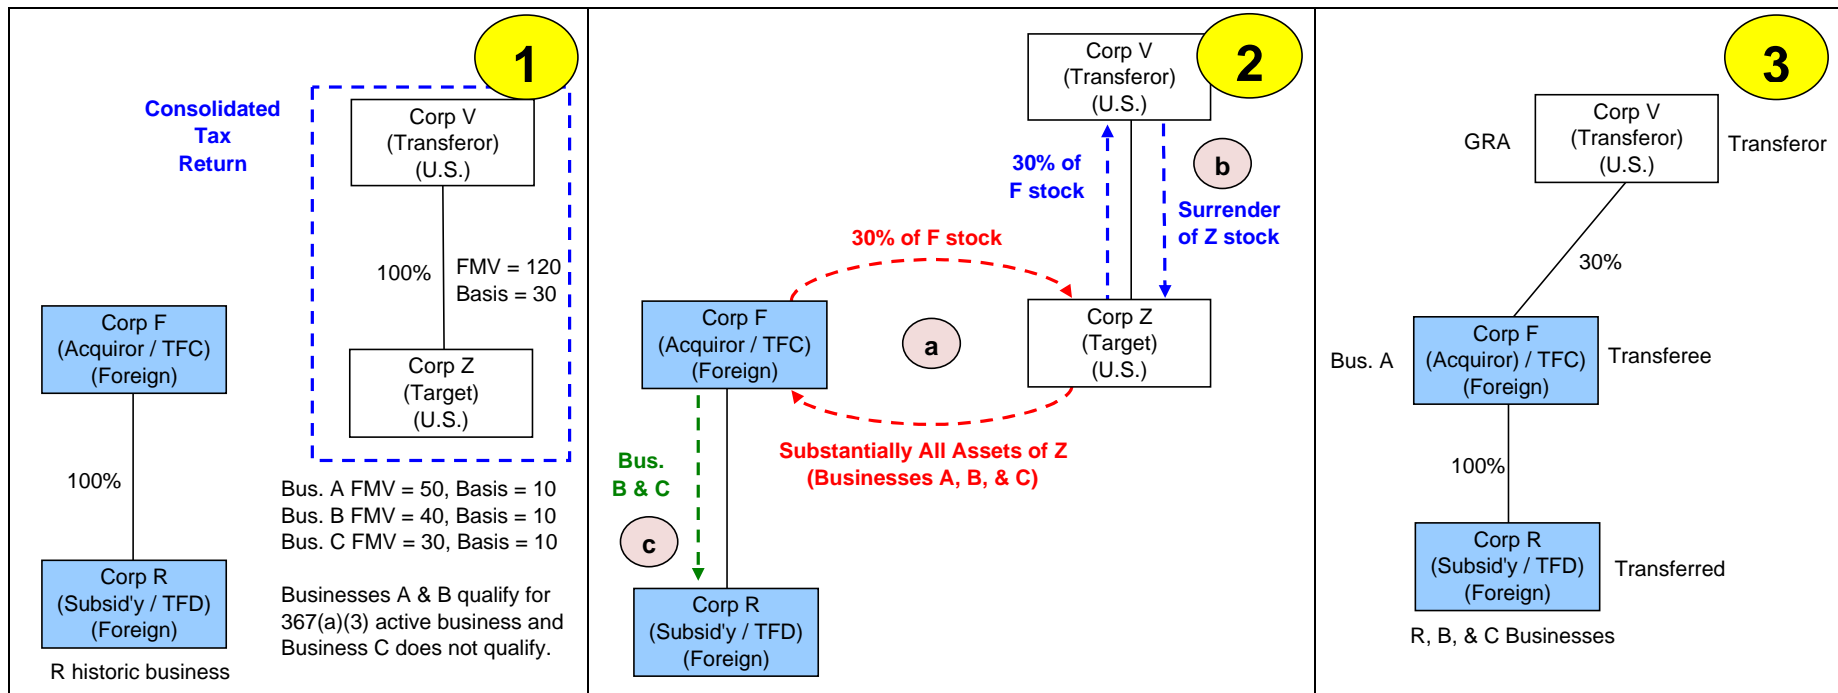 1
Consolidated
Tax
Return
Corp V
(Transferor)
(U.S.)
100%
FMV = 120
Basis = 30
Corp F
(Acquiror / TFC)
(Foreign)
Corp Z
(Target)
(U.S.)
100%
Bus. A FMV = 50, Basis = 10
Bus. B FMV = 40, Basis = 10
Bus. C FMV = 30, Basis = 10
Corp R
(Subsid'y / TFD)
(Foreign)
R historic business
Businesses A & B qualify for
367(a)(3) active business and
Business C does not qualify.
2
Corp V
(Transferor)
(U.S.)
30% of
F stock
b
Surrender
of Z stock
30% of F stock
Corp F
(Acquiror / TFC)
(Foreign)
a
Corp Z
(Target)
(U.S.)
Substantially All Assets of Z
(Businesses A, B, & C)
Bus.
B & C
c
Corp R
(Subsid'y / TFD)
(Foreign)
3
GRA
Corp V
(Transferor)
(U.S.)
Transferor
30%
Bus. A
Corp F
(Acquiror) / TFC)
(Foreign)
Transferee
100%
Corp R
(Subsid'y / TFD)
(Foreign)
Transferred
R, B, & C Businesses